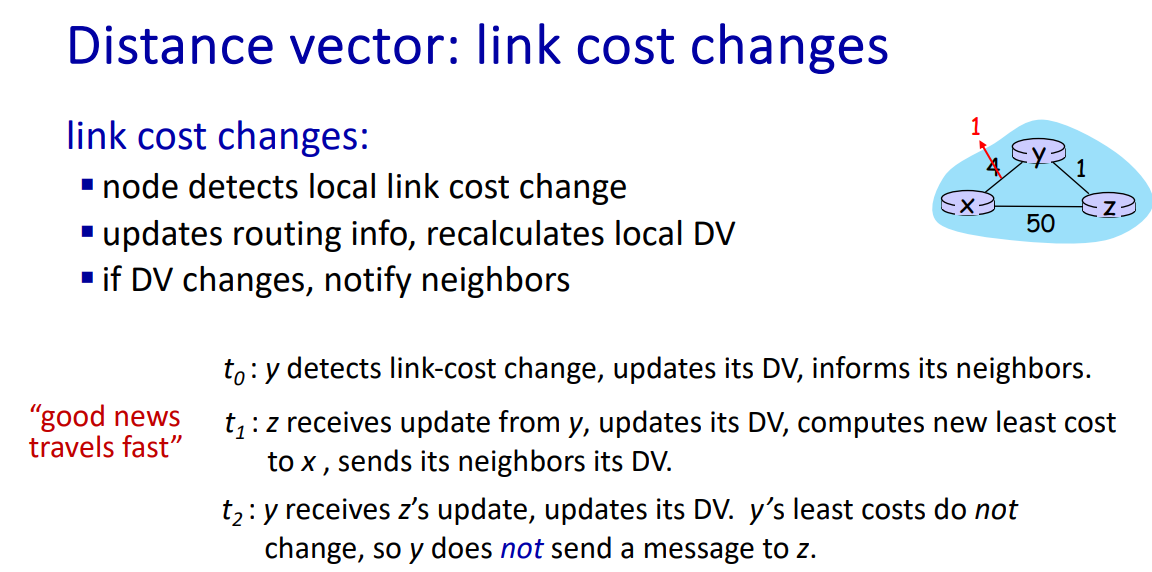 Distance vector: link cost changes
link cost changes:
▪ node detects local link cost change
▪ updates routing info, recalculates local DV
▪ if DV changes, notify neighbors
1
4
y
1
x
z
50
“good news
travels fast”
t0 : y detects link-cost change, updates its DV, informs its neighbors.
t1 : z receives update from y, updates its DV, computes new least cost
to x , sends its neighbors its DV.
t2 : y receives z’s update, updates its DV. y’s least costs do not
change, so y does not send a message to z.